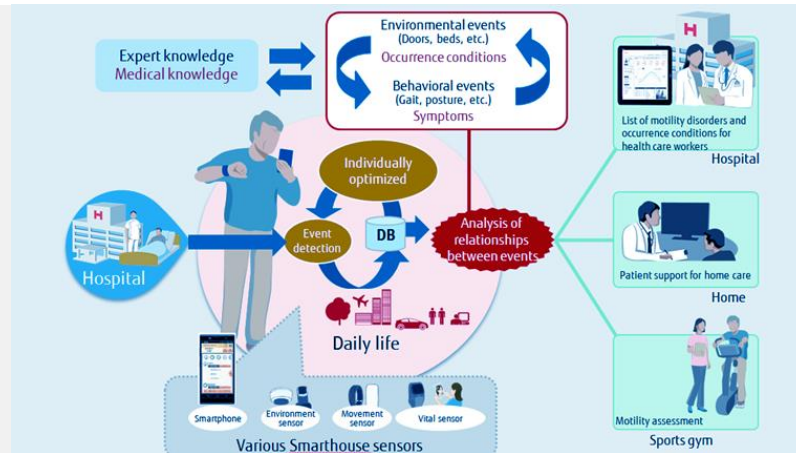 Expert knowledge
Medical knowledge
Environmental events
(Doors, beds, etc.)
Occurrence conditions
Behavioral events
(Gait, posture, etc.)
Symptoms
H
List of motility disorders and
occurrence conditions for
health care workers
Hospital
Individually
optimized
Event
detection
DB
Analysis of
relationships
between events
H
Hospital
Patient support for home care
Home
Daily life
Smartphone
Environment
sensor
Movement
sensor
Vital sensor
Various Smarthouse sensors
Motility assessment
Sports gym